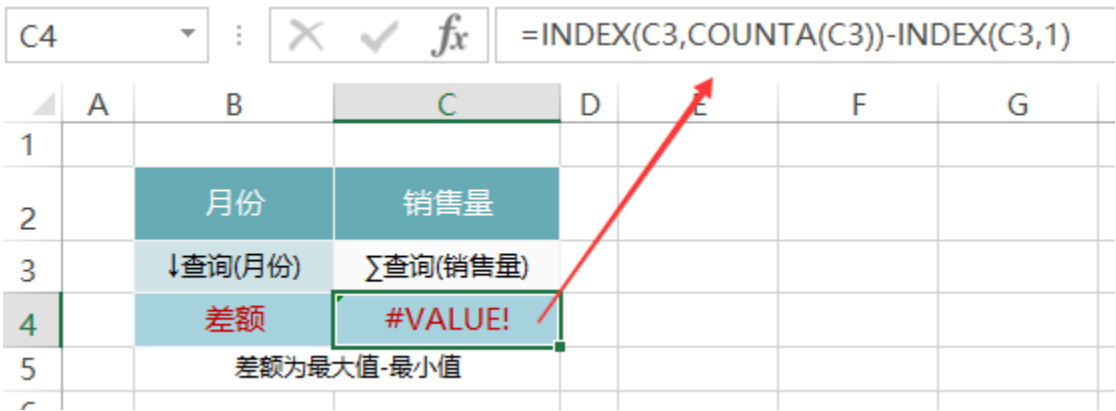 C4 fx =INDEX(C3,COUNTA(C3))-INDEX(C3,1)
A B C D E F G
1
2 月份 销售量
3 ↓查询(月份) ∑查询(销售量)
4 差额 #VALUE!
5 差额为最大值-最小值